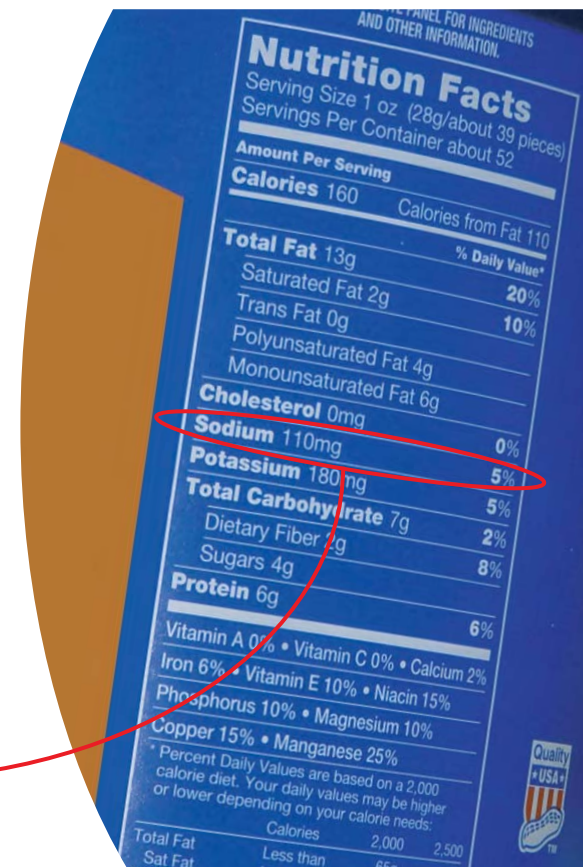 PANEL FOR INGREDIENTS
AND OTHER INFORMATION.
Nutrition Facts
Serving Size 1 oz (28g/about 39 pieces)
Servings Per Container about 52
Amount Per Serving
Calories 160 Calories from Fat 110
% Daily Value*
Total Fat 13g 20%
Saturated Fat 2g 10%
Trans Fat 0g
Polyunsaturated Fat 4g
Monounsaturated Fat 6g
Cholesterol 0mg 0%
Sodium 110mg 5%
Potassium 180mg 5%
Total Carbohydrate 7g 2%
Dietary Fiber 2g 8%
Sugars 4g
Protein 6g 6%
Vitamin A 0% • Vitamin C 0% • Calcium 2%
Iron 6% • Vitamin E 10% • Niacin 15%
Phosphorus 10% • Magnesium 10%
Copper 15% • Manganese 25%
* Percent Daily Values are based on a 2,000
calorie diet. Your daily values may be higher
or lower depending on your calorie needs:
Calories 2,000 2,500
Total Fat Less than
Sat Fat
Quality
USA
TM